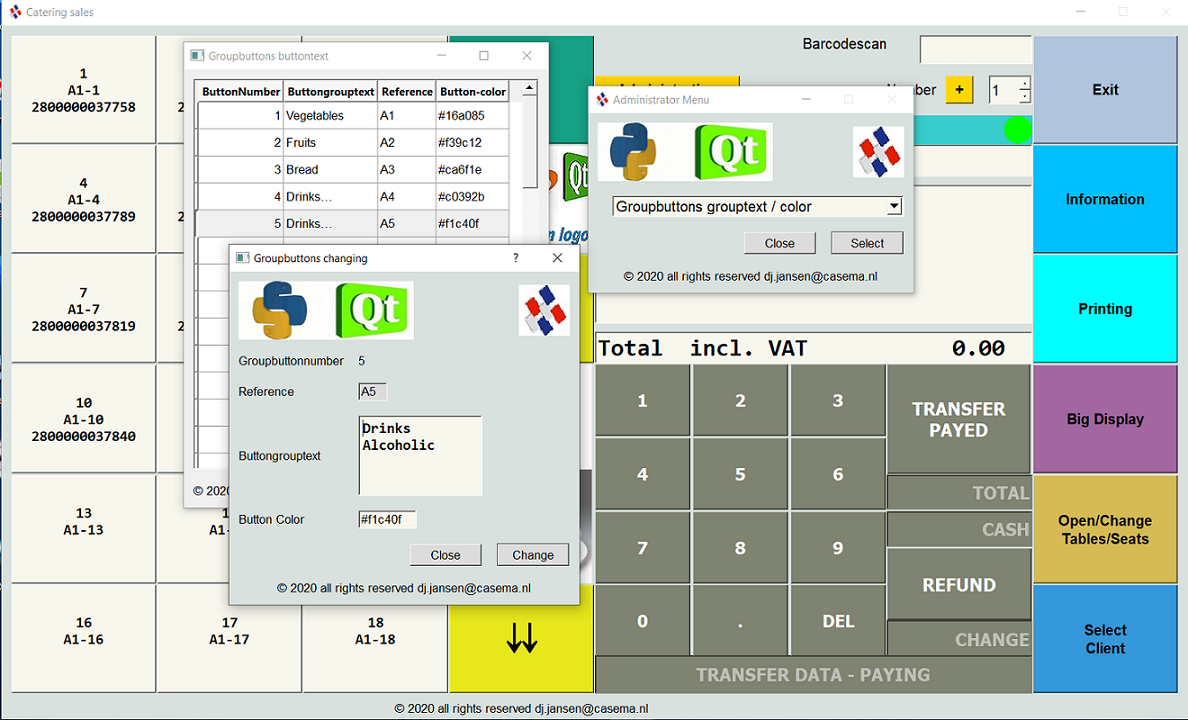 Catering sales
1
A1-1
2800000037758
4
A1-4
2800000037789
7
A1-7
2800000037819
10
A1-10
2800000037840
13
A1-13
16
A1-16
17
A1-17
18
A1-18
Groupbuttons buttontext
ButtonNumber Buttongrouptext Reference Button-color
1 Vegetables A1 #16a085
2 Fruits A2 #f39c12
3 Bread A3 #ca6f1e
4 Drinks... A4 #c0392b
5 Drinks... A5 #f1c40f
© 2020
Groupbuttons changing
? 
Qt
Groupbuttonnumber 5
Reference A5
Buttongrouptext
Drinks
Alcoholic
Button Color #f1c40f
Close Change
© 2020 all rights reserved dj.jansen@casema.nl
Barcodescan
+ 1
Administrator Menu
Qt
Groupbuttons grouptext / color
Close Select
© 2020 all rights reserved dj.jansen@casema.nl
Qt
logo
Total incl. VAT 0.00
1 2 3
TRANSFER
PAYED
4 5 6
TOTAL
CASH
7 8 9
REFUND
0 . DEL
CHANGE
TRANSFER DATA - PAYING
Exit
Information
Printing
Big Display
Open/Change
Tables/Seats
Select
Client
© 2020 all rights reserved dj.jansen@casema.nl